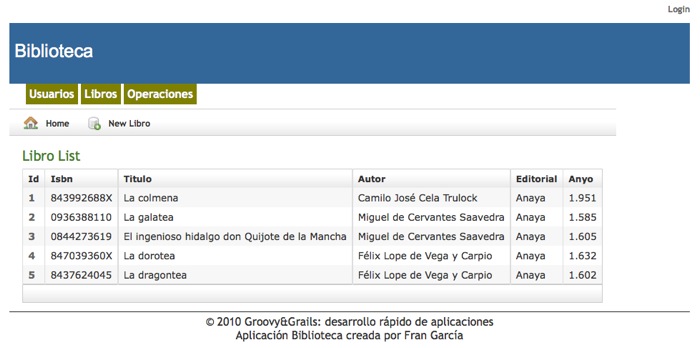 Login
Biblioteca
Usuarios Libros Operaciones
Home New Libro
Libro List
Id Isbn Titulo Autor Editorial Anyo
1 843992688X La colmena Camilo José Cela Trulock Anaya 1.951
2 0936388110 La galatea Miguel de Cervantes Saavedra Anaya 1.585
3 0844273619 El ingenioso hidalgo don Quijote de la Mancha Miguel de Cervantes Saavedra Anaya 1.605
4 847039360X La dorotea Félix Lope de Vega y Carpio Anaya 1.632
5 8437624045 La dragontea Félix Lope de Vega y Carpio Anaya 1.602
© 2010 Groovy&Grails: desarrollo rápido de aplicaciones
Aplicación Biblioteca creada por Fran García